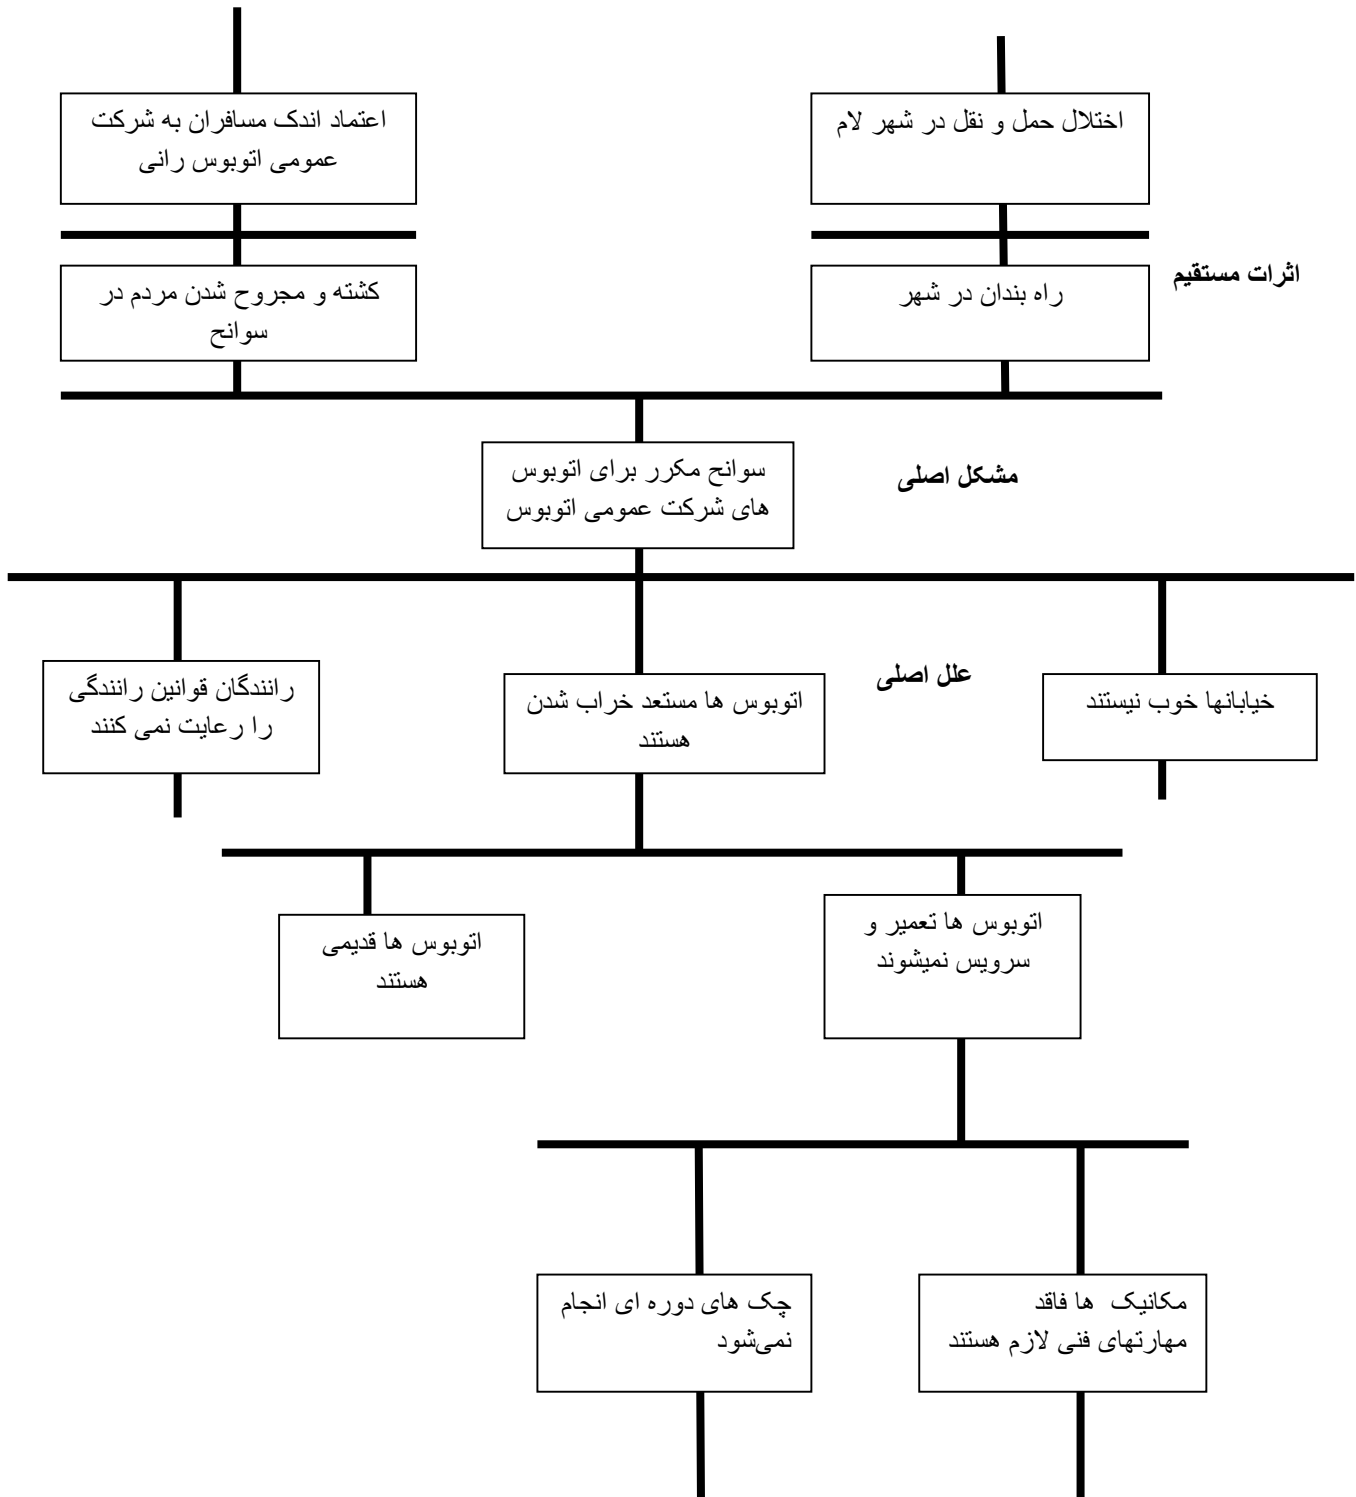 اختلال حمل و نقل در شهر لام
اعتماد اندک مسافران به شرکت
عمومی اتوبوس رانی
اثرات مستقیم
راه بندان در شهر
کشته و مجروح شدن مردم در
سوانح
مشکل اصلی
سوانح مکرر برای اتوبوس
های شرکت عمومی اتوبوس
علل اصلی
خیابانها خوب نیستند
اتوبوس ها مستعد خراب شدن
هستند
رانندگان قوانین رانندگی
را رعایت نمی کنند
اتوبوس ها تعمیر و
سرویس نمیشوند
اتوبوس ها قدیمی
هستند
مکانیک ها فاقد
مهارتهای فنی لازم هستند
چک های دوره ای انجام
نمی‌شود